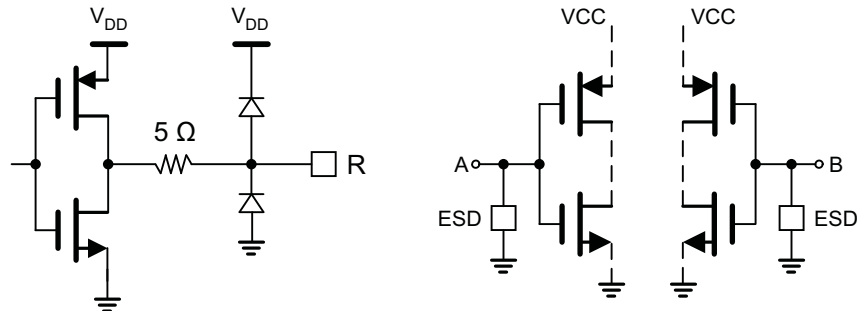 V_DD V_DD
5 Ω
R
VCC VCC
A B
ESD ESD